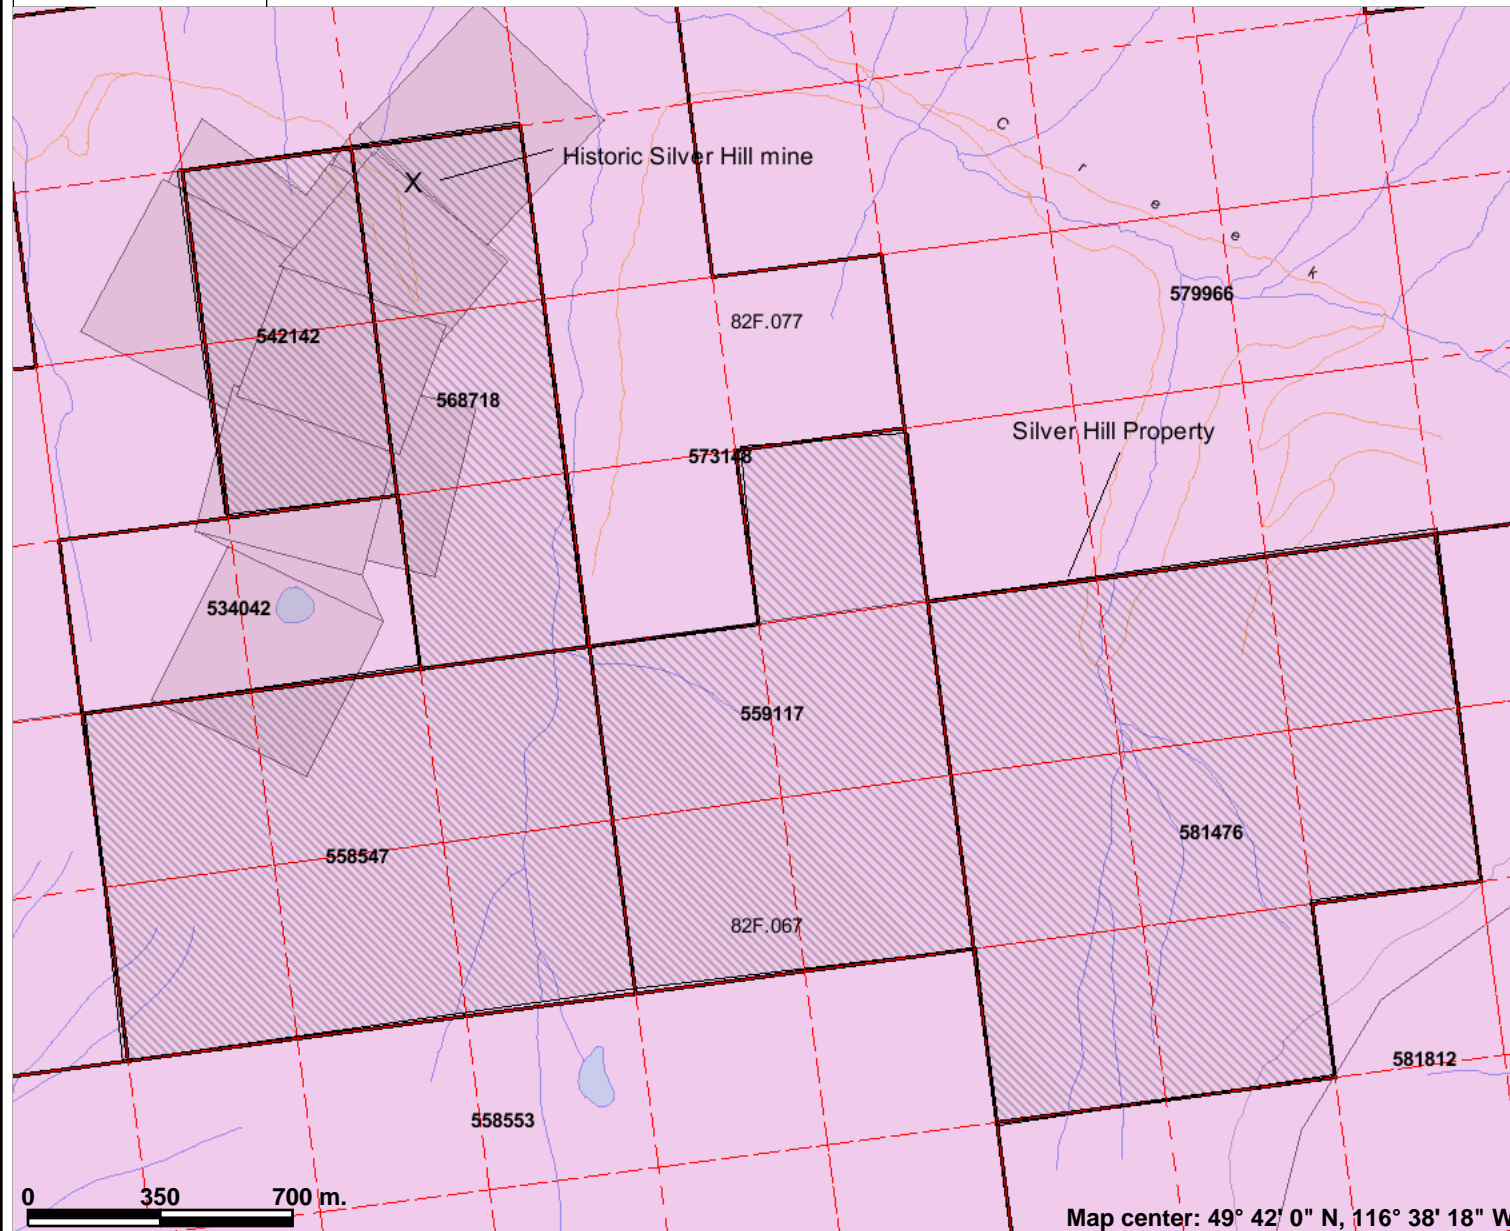 Historic Silver Hill mine
X
C r e e k
579966
82F.077
542142
568718
Silver Hill Property
573148
534042
559117
581476
558547
82F.067
581812
558553
0 350 700 m.
Map center: 49° 42' 0" N, 116° 38' 18" W